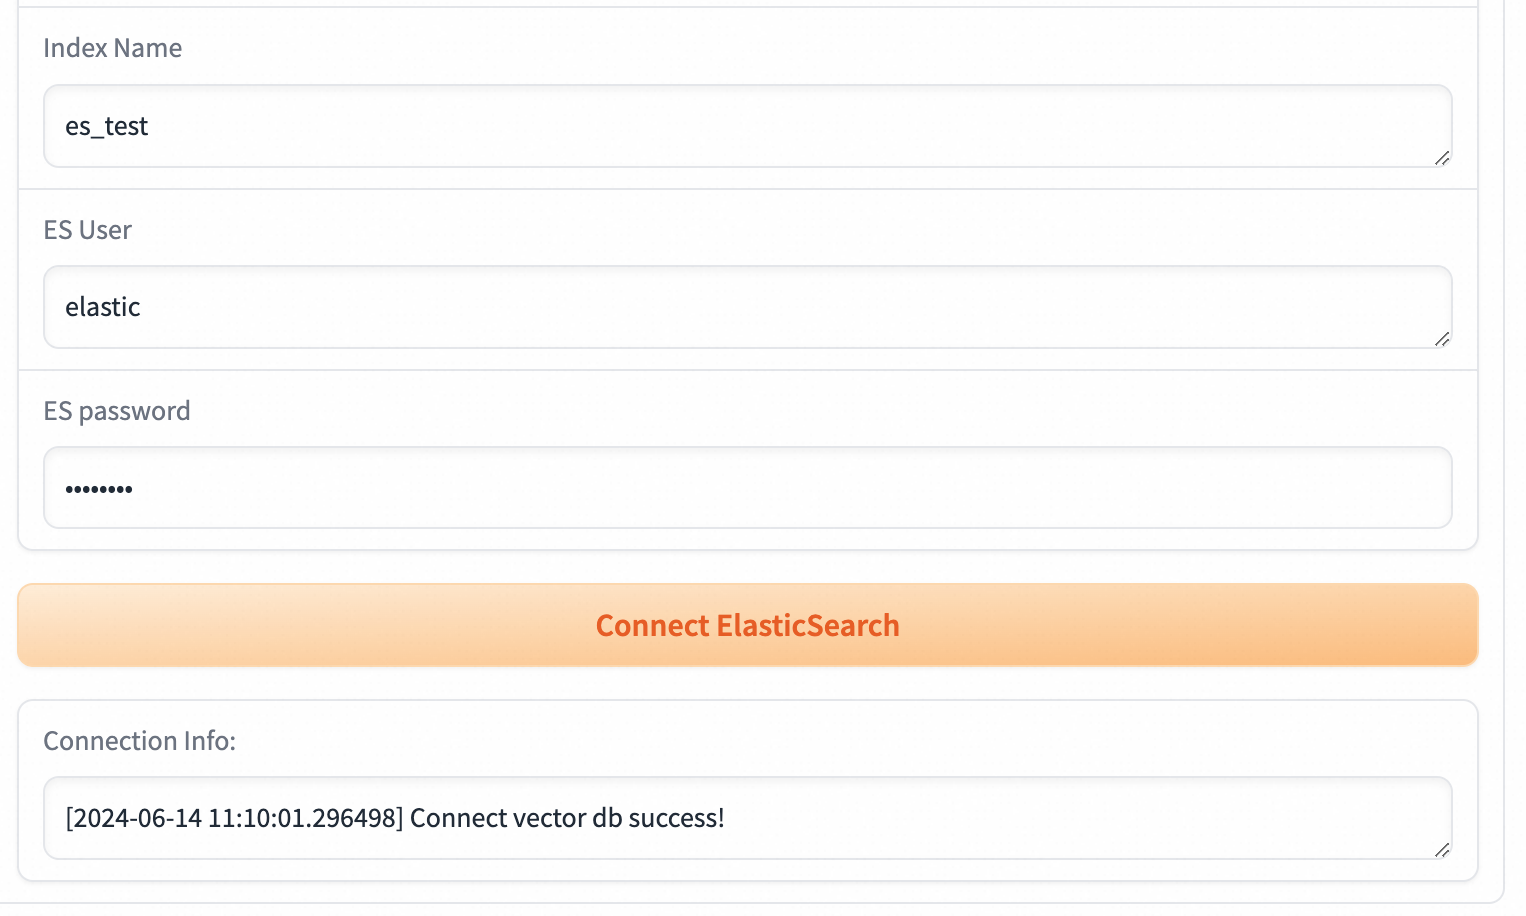 Index Name
es_test
ES User
elastic
ES password
••••••••
Connect ElasticSearch
Connection Info:
[2024-06-14 11:10:01.296498] Connect vector db success!